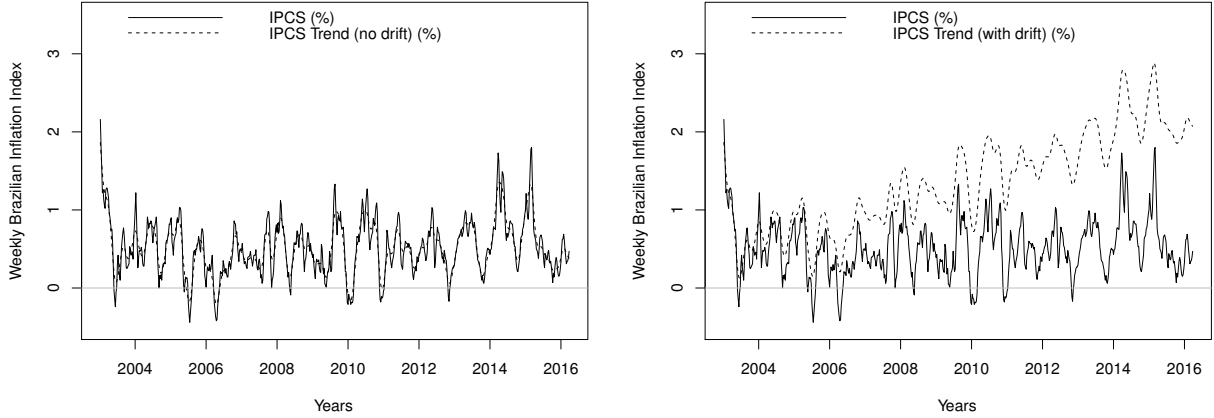 IPCS (%)
IPCS Trend (no drift) (%)
Weekly Brazilian Inflation Index
3
2
1
0
2004 2006 2008 2010 2012 2014 2016
Years
IPCS (%)
IPCS Trend (with drift) (%)
Weekly Brazilian Inflation Index
3
2
1
0
2004 2006 2008 2010 2012 2014 2016
Years